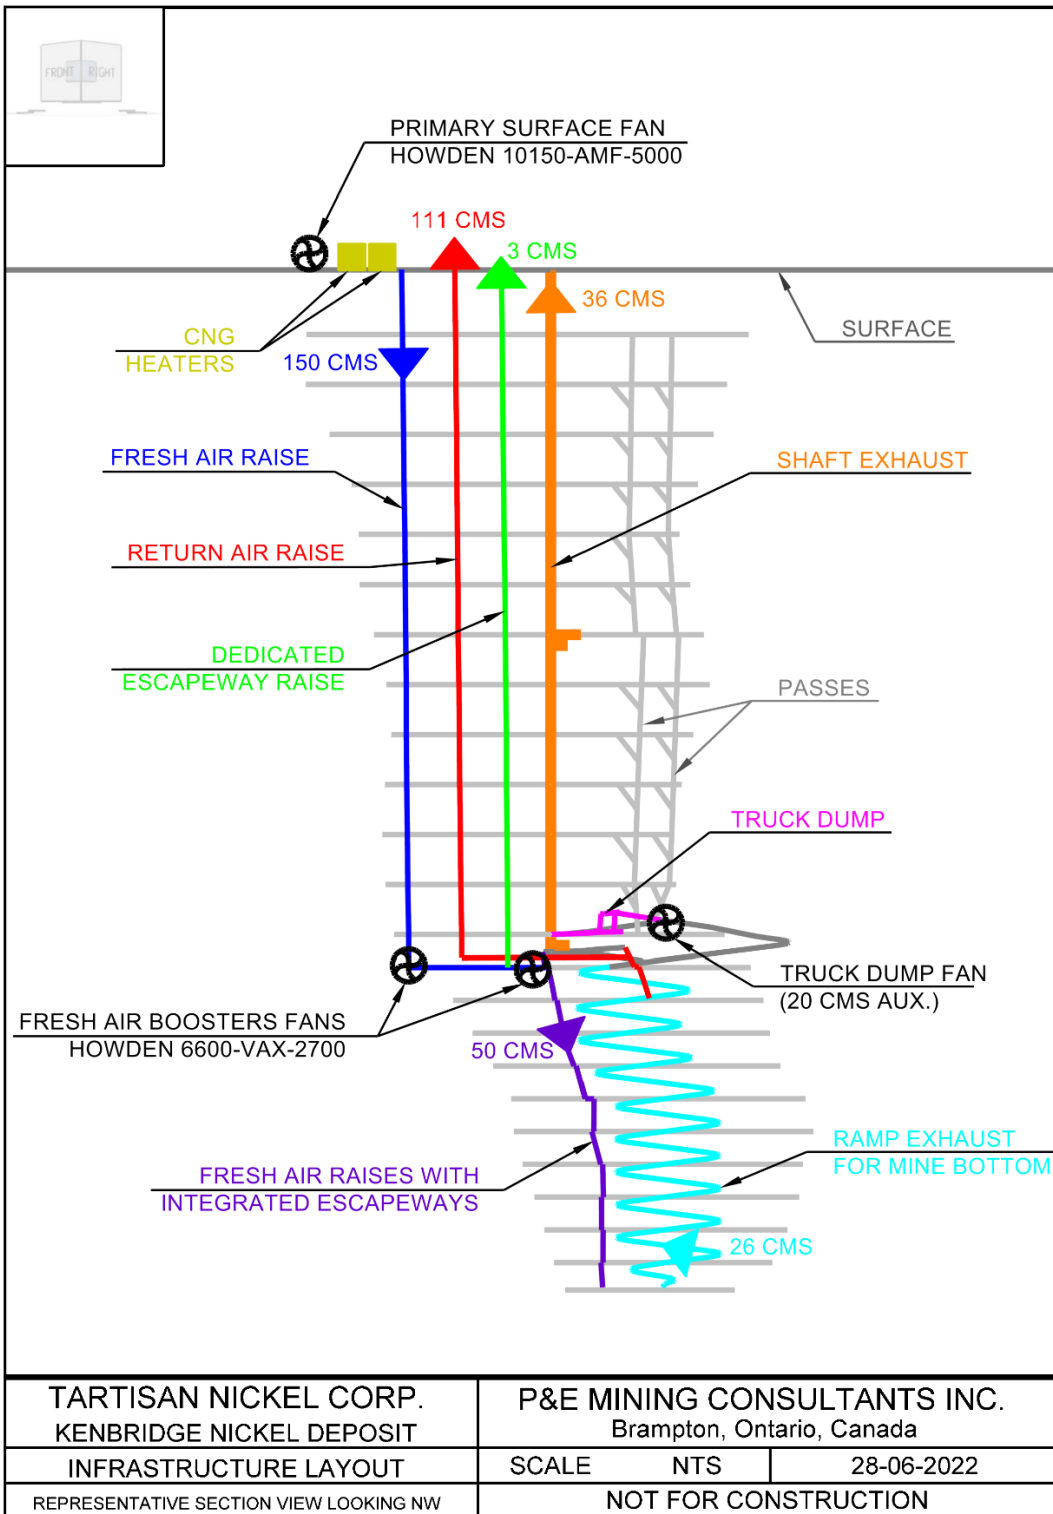 FRONT RIGHT
PRIMARY SURFACE FAN
HOWDEN 10150-AMF-5000
111 CMS
3 CMS
36 CMS
SURFACE
CNG
HEATERS
150 CMS
FRESH AIR RAISE
SHAFT EXHAUST
RETURN AIR RAISE
DEDICATED
ESCAPEWAY RAISE
PASSES
TRUCK DUMP
TRUCK DUMP FAN
(20 CMS AUX.)
FRESH AIR BOOSTERS FANS
HOWDEN 6600-VAX-2700
50 CMS
RAMP EXHAUST
FOR MINE BOTTOM
FRESH AIR RAISES WITH
INTEGRATED ESCAPEWAYS
26 CMS
TARTISAN NICKEL CORP.
KENBRIDGE NICKEL DEPOSIT
P&E MINING CONSULTANTS INC.
Brampton, Ontario, Canada
INFRASTRUCTURE LAYOUT
SCALE NTS 28-06-2022
REPRESENTATIVE SECTION VIEW LOOKING NW
NOT FOR CONSTRUCTION